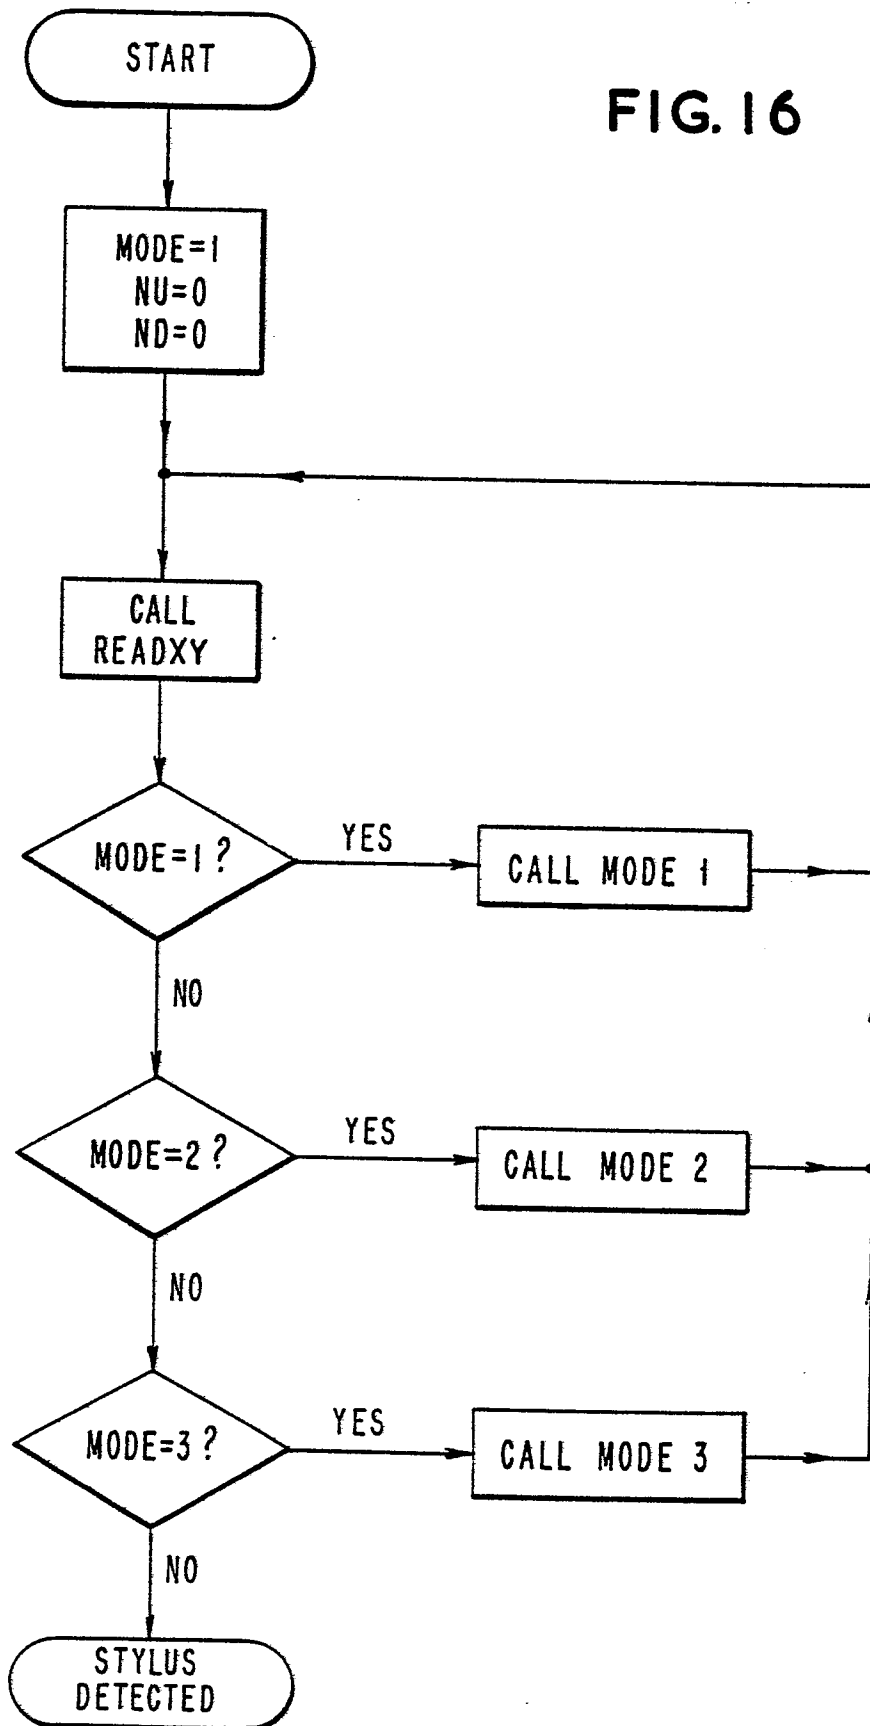 START
FIG. 16
MODE=1
NU=0
ND=0
CALL
READXY
MODE=1?
YES
CALL MODE 1
NO
MODE=2?
YES
CALL MODE 2
NO
MODE=3?
YES
CALL MODE 3
NO
STYLUS
DETECTED